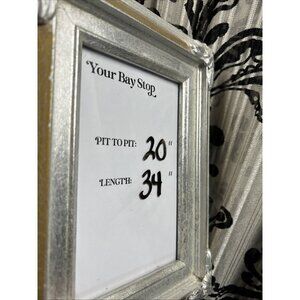 Your Bay Stop
PIT TO PIT: 20"
LENGTH: 34"